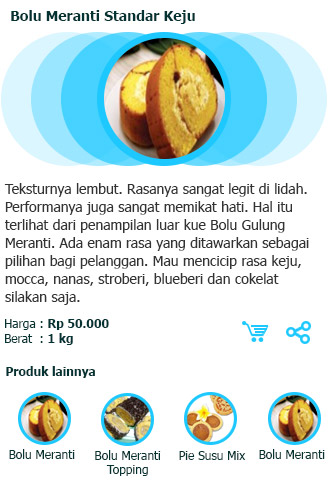 Bolu Meranti Standar Keju
Teksturnya lembut. Rasanya sangat legit di lidah.
Performanya juga sangat memikat hati. Hal itu
terlihat dari penampilan luar kue Bolu Gulung
Meranti. Ada enam rasa yang ditawarkan sebagai
pilihan bagi pelanggan. Mau mencicip rasa keju,
mocca, nanas, stroberi, blueberi dan cokelat
silakan saja.
Harga : Rp 50.000
Berat : 1 kg
Produk lainnya
Bolu Meranti
Bolu Meranti
Topping
Pie Susu Mix
Bolu Meranti